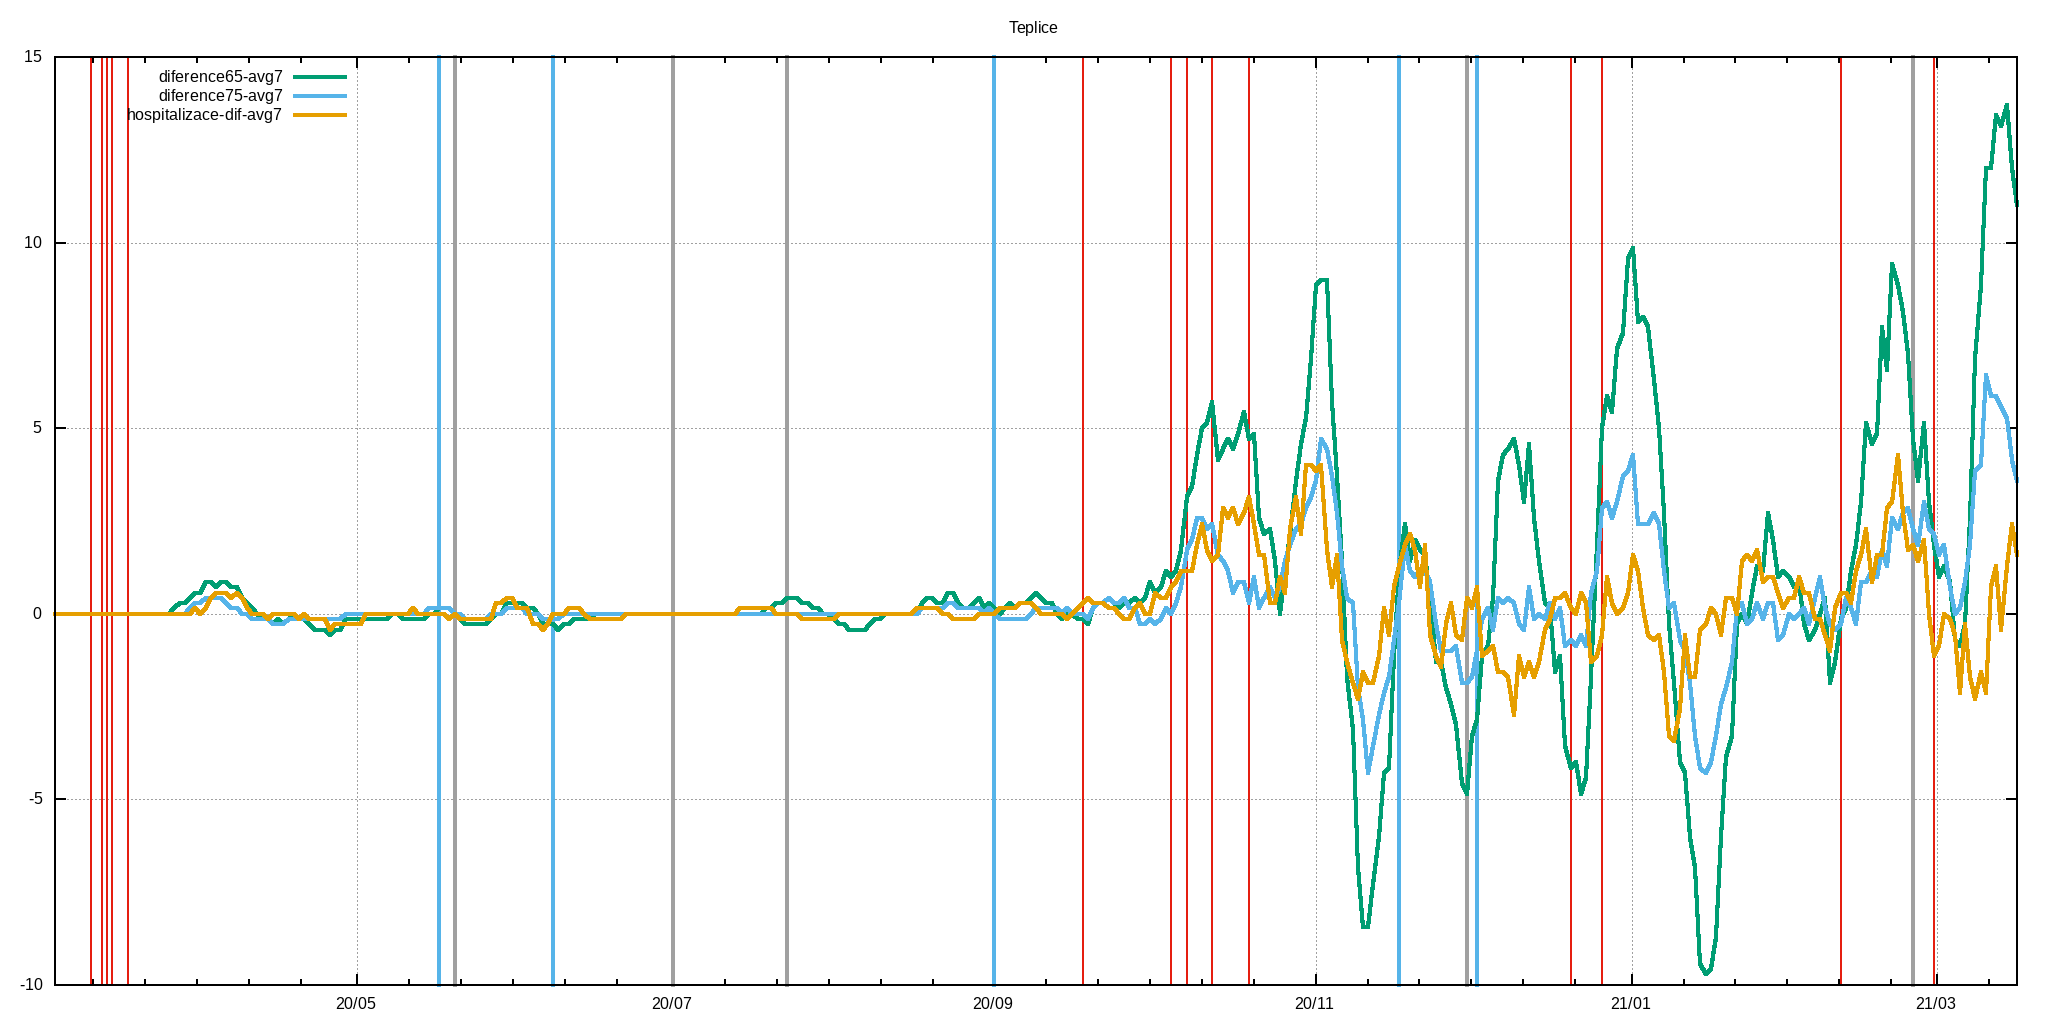 Teplice
15
diference65-avg7
diference75-avg7
hospitalizace-dif-avg7
10
5
0
-5
-10
20/05 20/07 20/09 20/11 21/01 21/03